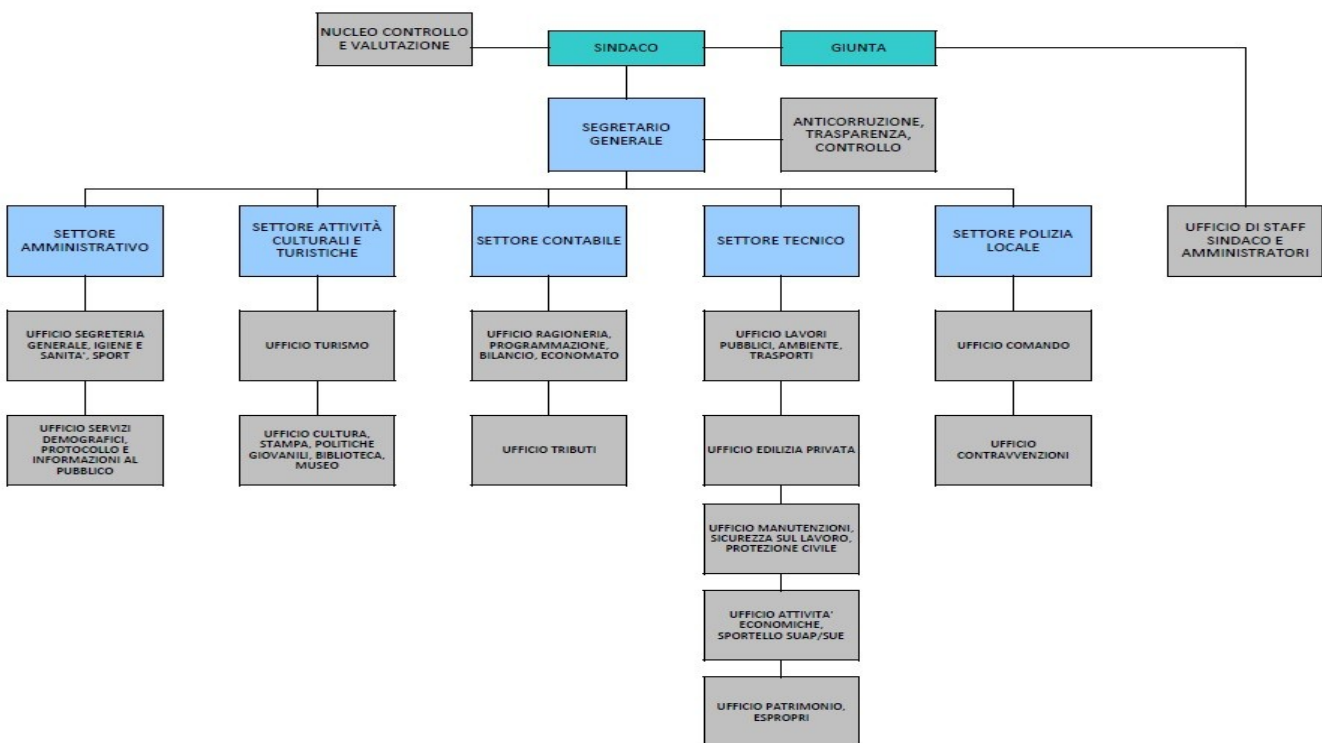 NUCLEO CONTROLLO
E VALUTAZIONE
SINDACO
GIUNTA
SEGRETARIO
GENERALE
ANTICORRUZIONE,
TRASPARENZA,
CONTROLLO
SETTORE
AMMINISTRATIVO
SETTORE ATTIVITÀ
CULTURALI E
TURISTICHE
SETTORE CONTABILE
SETTORE TECNICO
SETTORE POLIZIA
LOCALE
UFFICIO DI STAFF
SINDACO E
AMMINISTRATORI
UFFICIO SEGRETERIA
GENERALE, IGIENE E
SANITA', SPORT
UFFICIO TURISMO
UFFICIO RAGIONERIA,
PROGRAMMAZIONE,
BILANCIO, ECONOMATO
UFFICIO LAVORI
PUBBLICI, AMBIENTE,
TRASPORTI
UFFICIO COMANDO
UFFICIO SERVIZI
DEMOGRAFICI,
PROTOCOLLO E
INFORMAZIONI AL
PUBBLICO
UFFICIO CULTURA,
STAMPA, POLITICHE
GIOVANILI, BIBLIOTECA,
MUSEO
UFFICIO TRIBUTI
UFFICIO EDILIZIA PRIVATA
UFFICIO
CONTRAVVENZIONI
UFFICIO MANUTENZIONI,
SICUREZZA SUL LAVORO,
PROTEZIONE CIVILE
UFFICIO ATTIVITA'
ECONOMICHE,
SPORTELLO SUAP/SUE
UFFICIO PATRIMONIO,
ESPROPRI